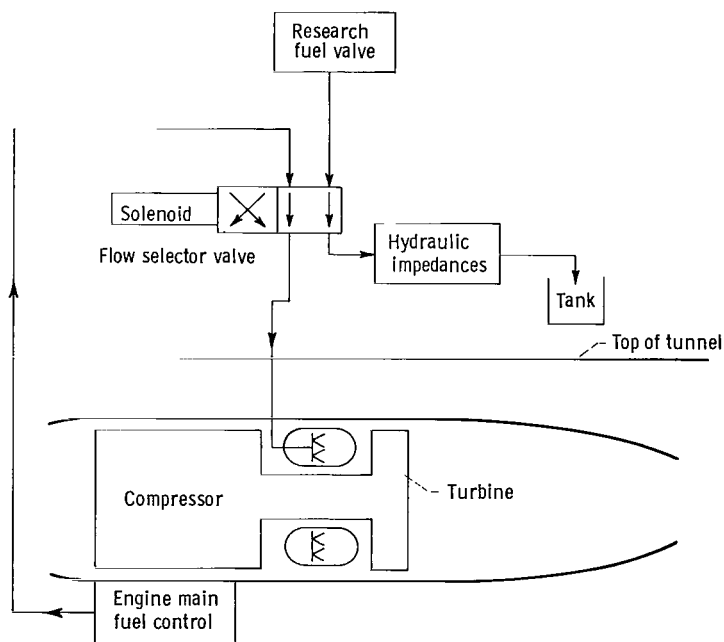 Research
fuel valve
Solenoid
Flow selector valve
Hydraulic
impedances
Tank
Top of tunnel
Compressor
Turbine
Engine main
fuel control